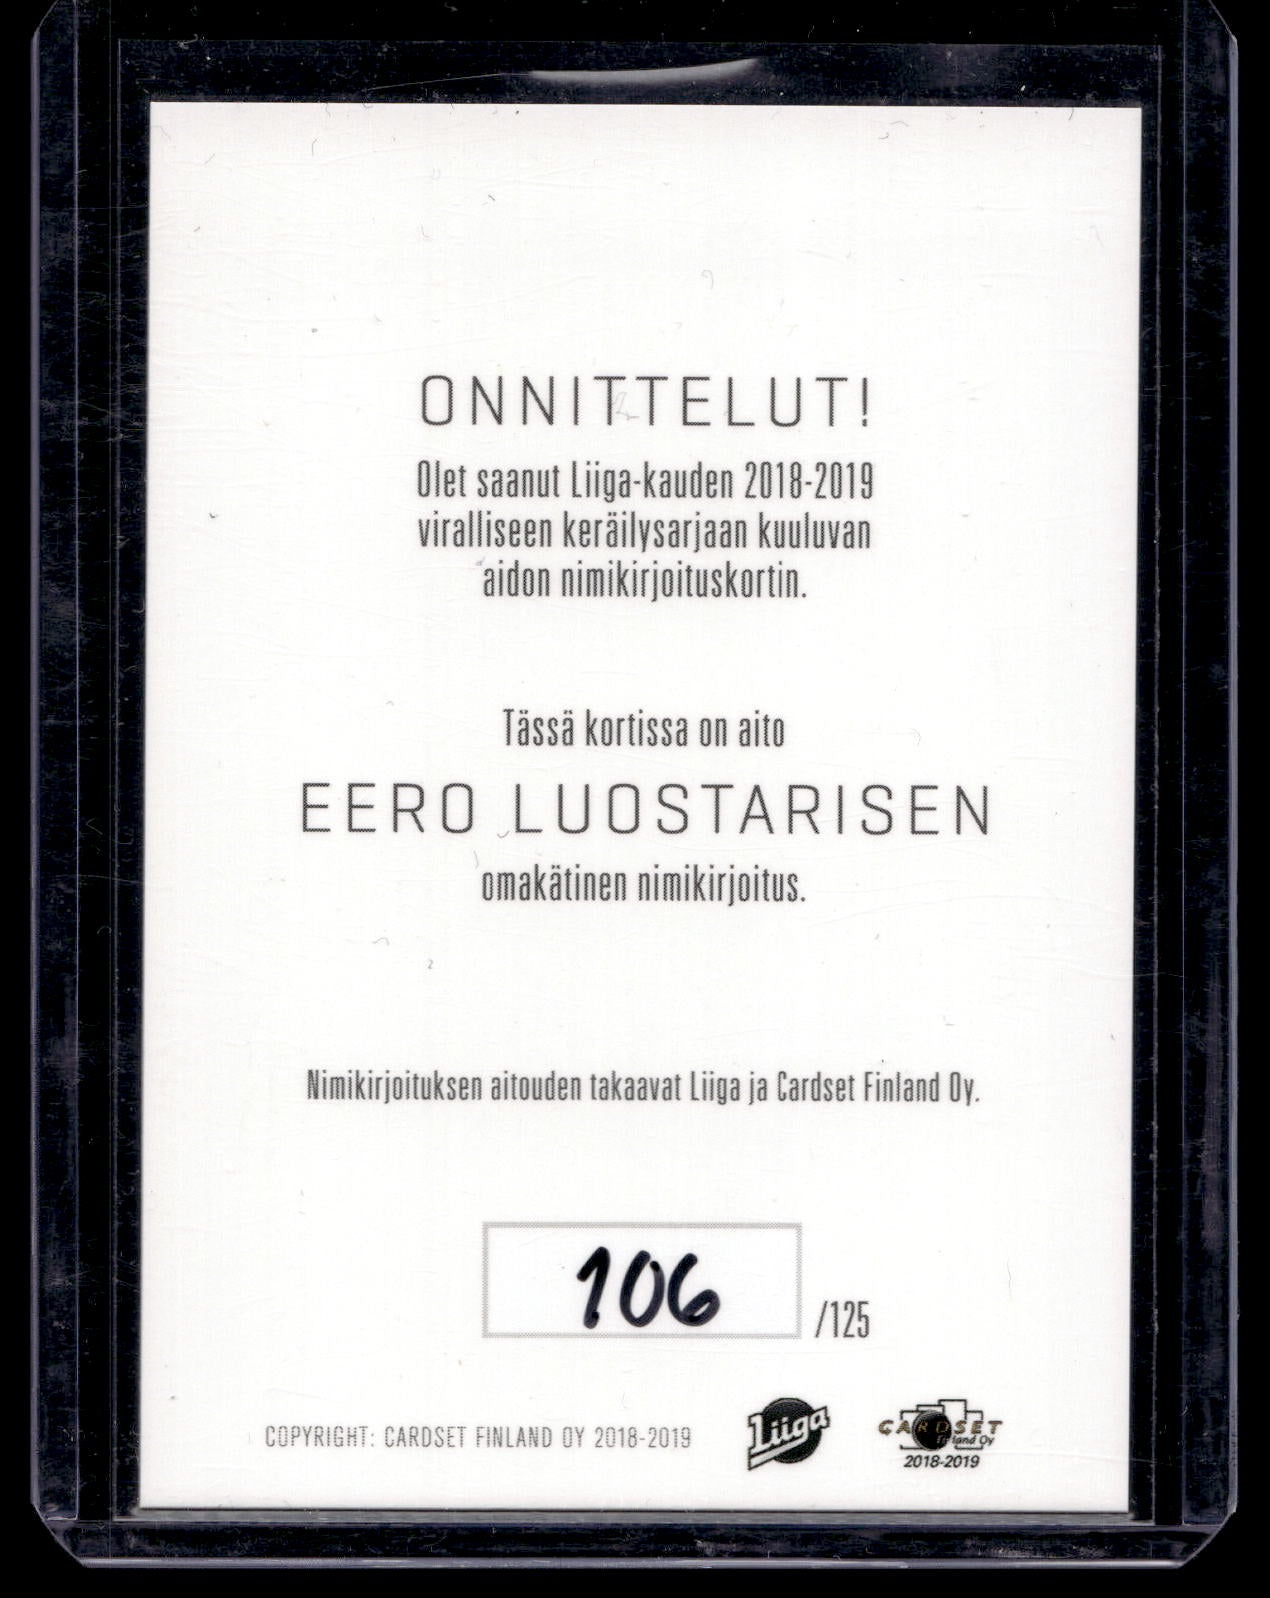 ONNITTELUT!
Olet saanut Liiga-kauden 2018-2019
viralliseen keräilysarjaan kuuluvan
aidon nimikirjoituskortin.
Tässä kortissa on aito
EERO LUOSTARISEN
omakätinen nimikirjoitus.
Nimikirjoituksen aitouden takaavat Liiga ja Cardset Finland Oy.
106 /125
COPYRIGHT: CARDSET FINLAND OY 2018-2019
Liiga
CARDSET
Finland Oy
2018-2019